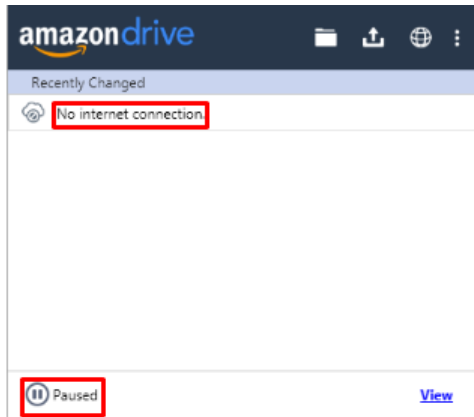 amazondrive
Recently Changed
No internet connection.
Paused
View